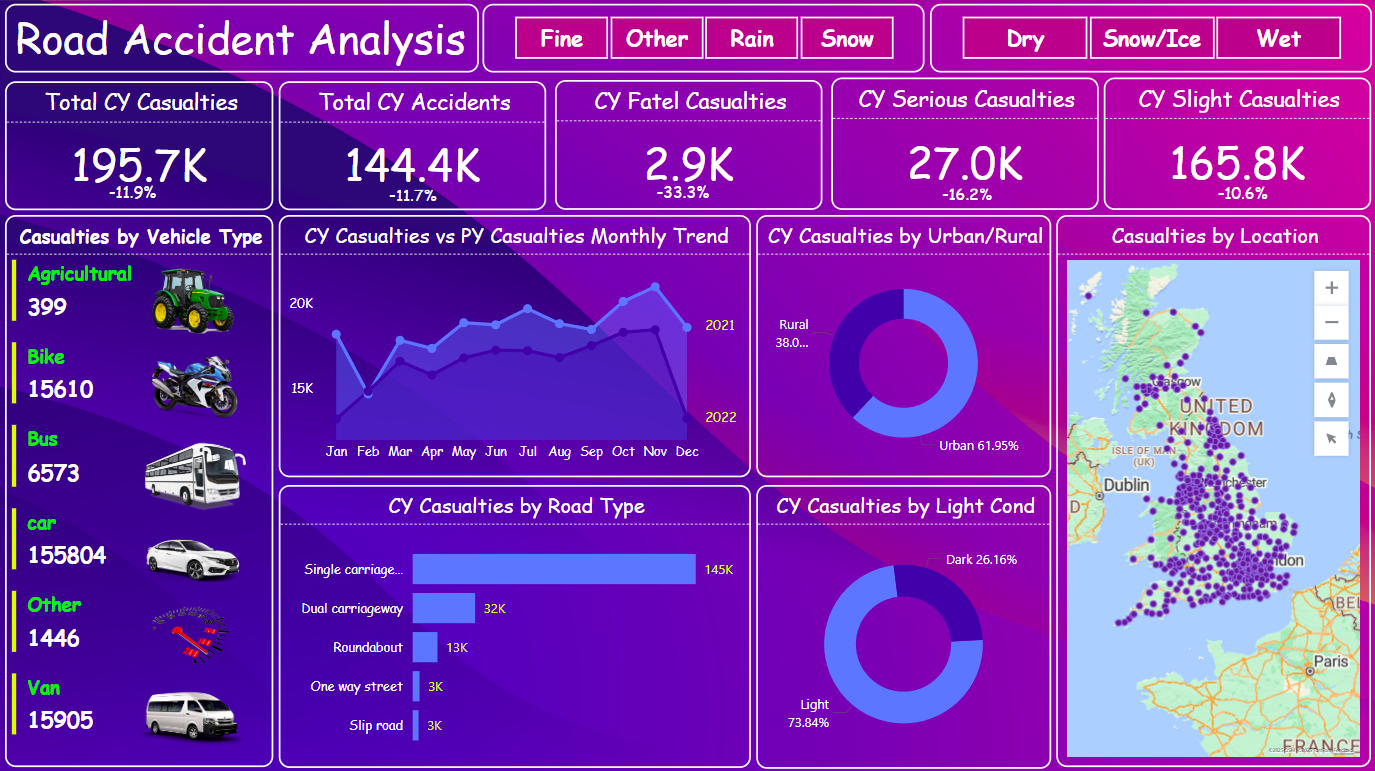 Road Accident Analysis
Fine
Other
Rain
Snow
Dry
Snow/Ice
Wet
Total CY Casualties
195.7K
-11.9%
Total CY Accidents
144.4K
-11.7%
CY Fatel Casualties
2.9K
-33.3%
CY Serious Casualties
27.0K
-16.2%
CY Slight Casualties
165.8K
-10.6%
Casualties by Vehicle Type
Agricultural
399
Bike
15610
Bus
6573
car
155804
Other
1446
Van
15905
CY Casualties vs PY Casualties Monthly Trend
20K
15K
2021
2022
Jan Feb Mar Apr May Jun Jul Aug Sep Oct Nov Dec
CY Casualties by Urban/Rural
Rural
38.0...
Urban 61.95%
CY Casualties by Road Type
Single carriage... 145K
Dual carriageway 32K
Roundabout 13K
One way street 3K
Slip road 3K
CY Casualties by Light Cond
Dark 26.16%
Light
73.84%
Casualties by Location
UNITED
KINGDOM
ISLE OF MAN
(UK)
Dublin
Paris
FRANCE